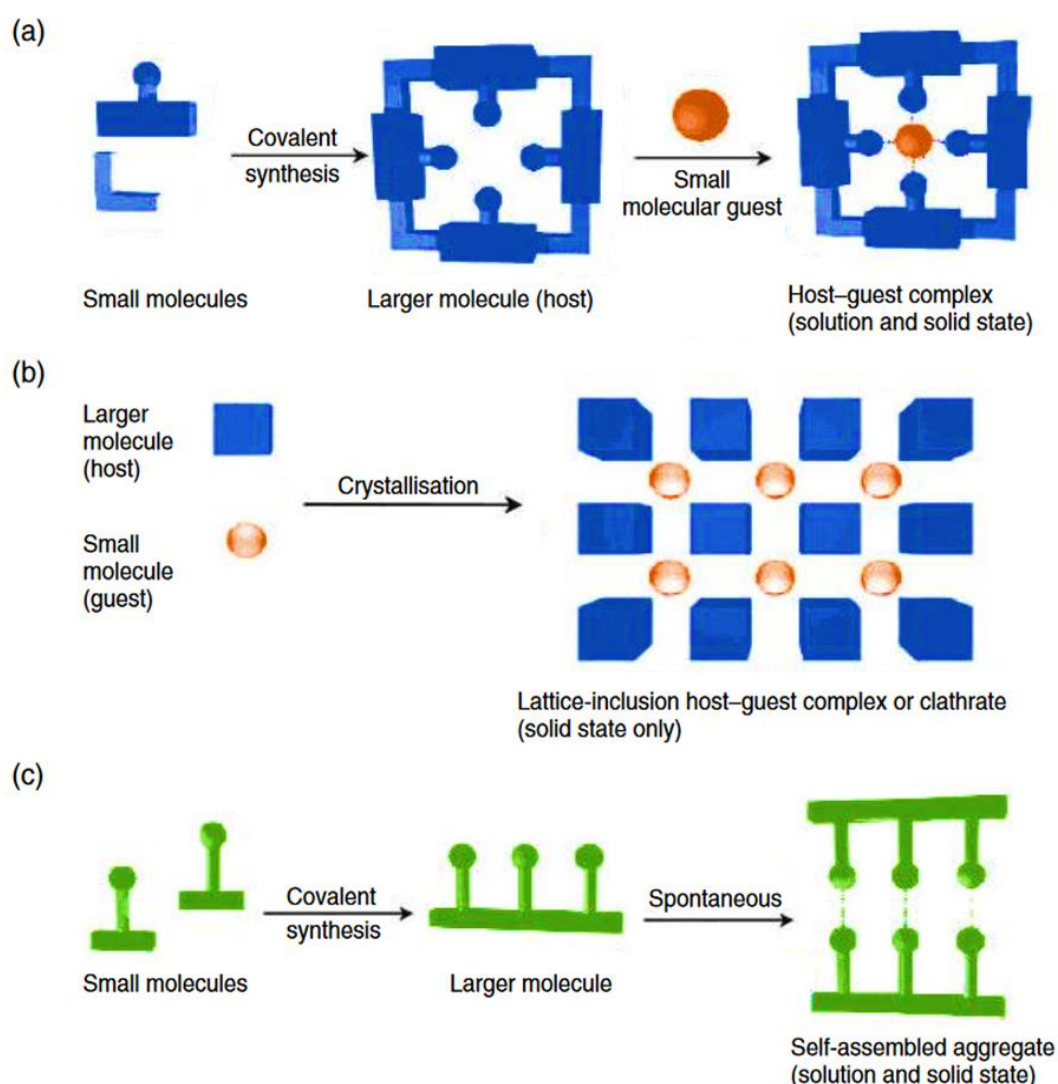 (a)
Covalent
synthesis
Small
molecular guest
Small molecules
Larger molecule (host)
Host–guest complex
(solution and solid state)
(b)
Larger
molecule
(host)
Crystallisation
Small
molecule
(guest)
Lattice-inclusion host–guest complex or clathrate
(solid state only)
(c)
Covalent
synthesis
Spontaneous
Small molecules
Larger molecule
Self-assembled aggregate
(solution and solid state)